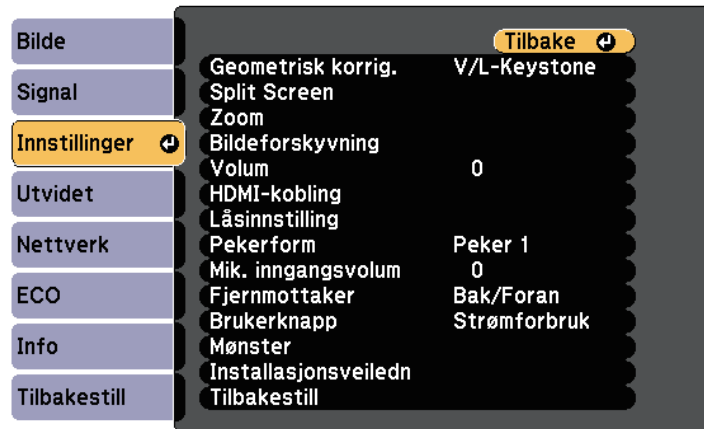 Bilde
Signal
Innstillinger
Utvidet
Nettverk
ECO
Info
Tilbakestill
Tilbake
Geometrisk korrig. V/L-Keystone
Split Screen
Zoom
Bildeforskyvning
Volum 0
HDMI-kobling
Låsinnstilling
Pekerform Peker 1
Mik. inngangsvolum 0
Fjernmottaker Bak/Foran
Brukerknapp Strømforbruk
Mønster
Installasjonsveiledn
Tilbakestill